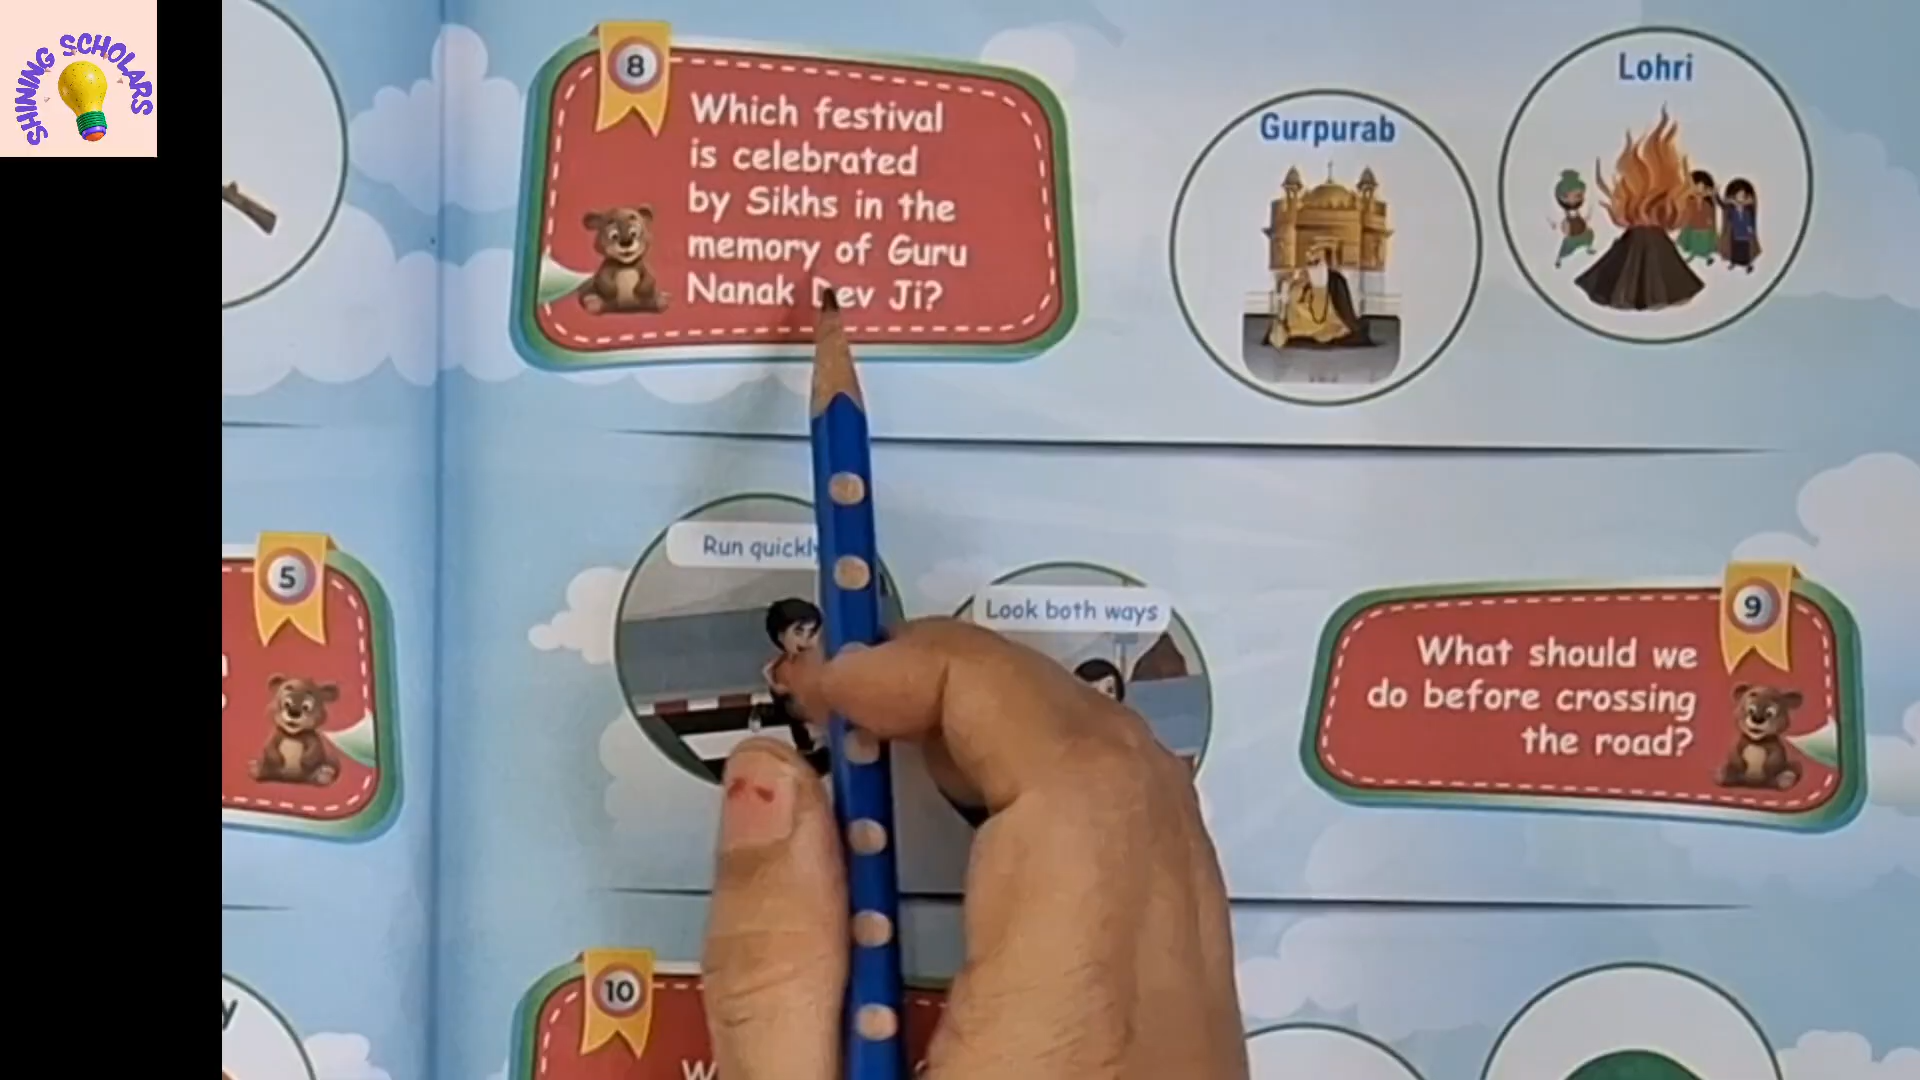 SHINING SCHOLARS
8
Which festival
is celebrated
by Sikhs in the
memory of Guru
Nanak Dev Ji?
Gurpurab
Lohri
5
Run quickly
Look both ways
9
What should we
do before crossing
the road?
10